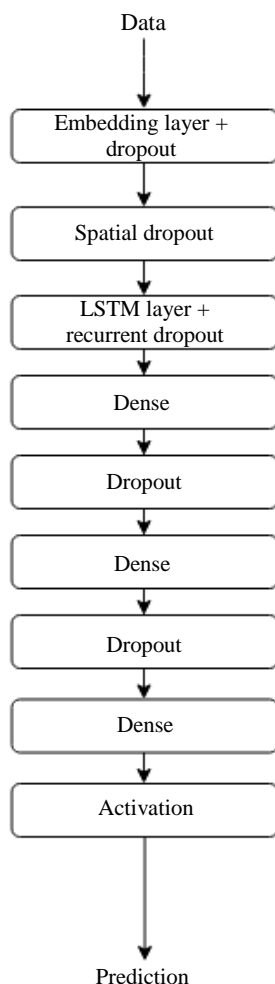 Data
Embedding layer +
dropout
Spatial dropout
LSTM layer +
recurrent dropout
Dense
Dropout
Dense
Dropout
Dense
Activation
Prediction